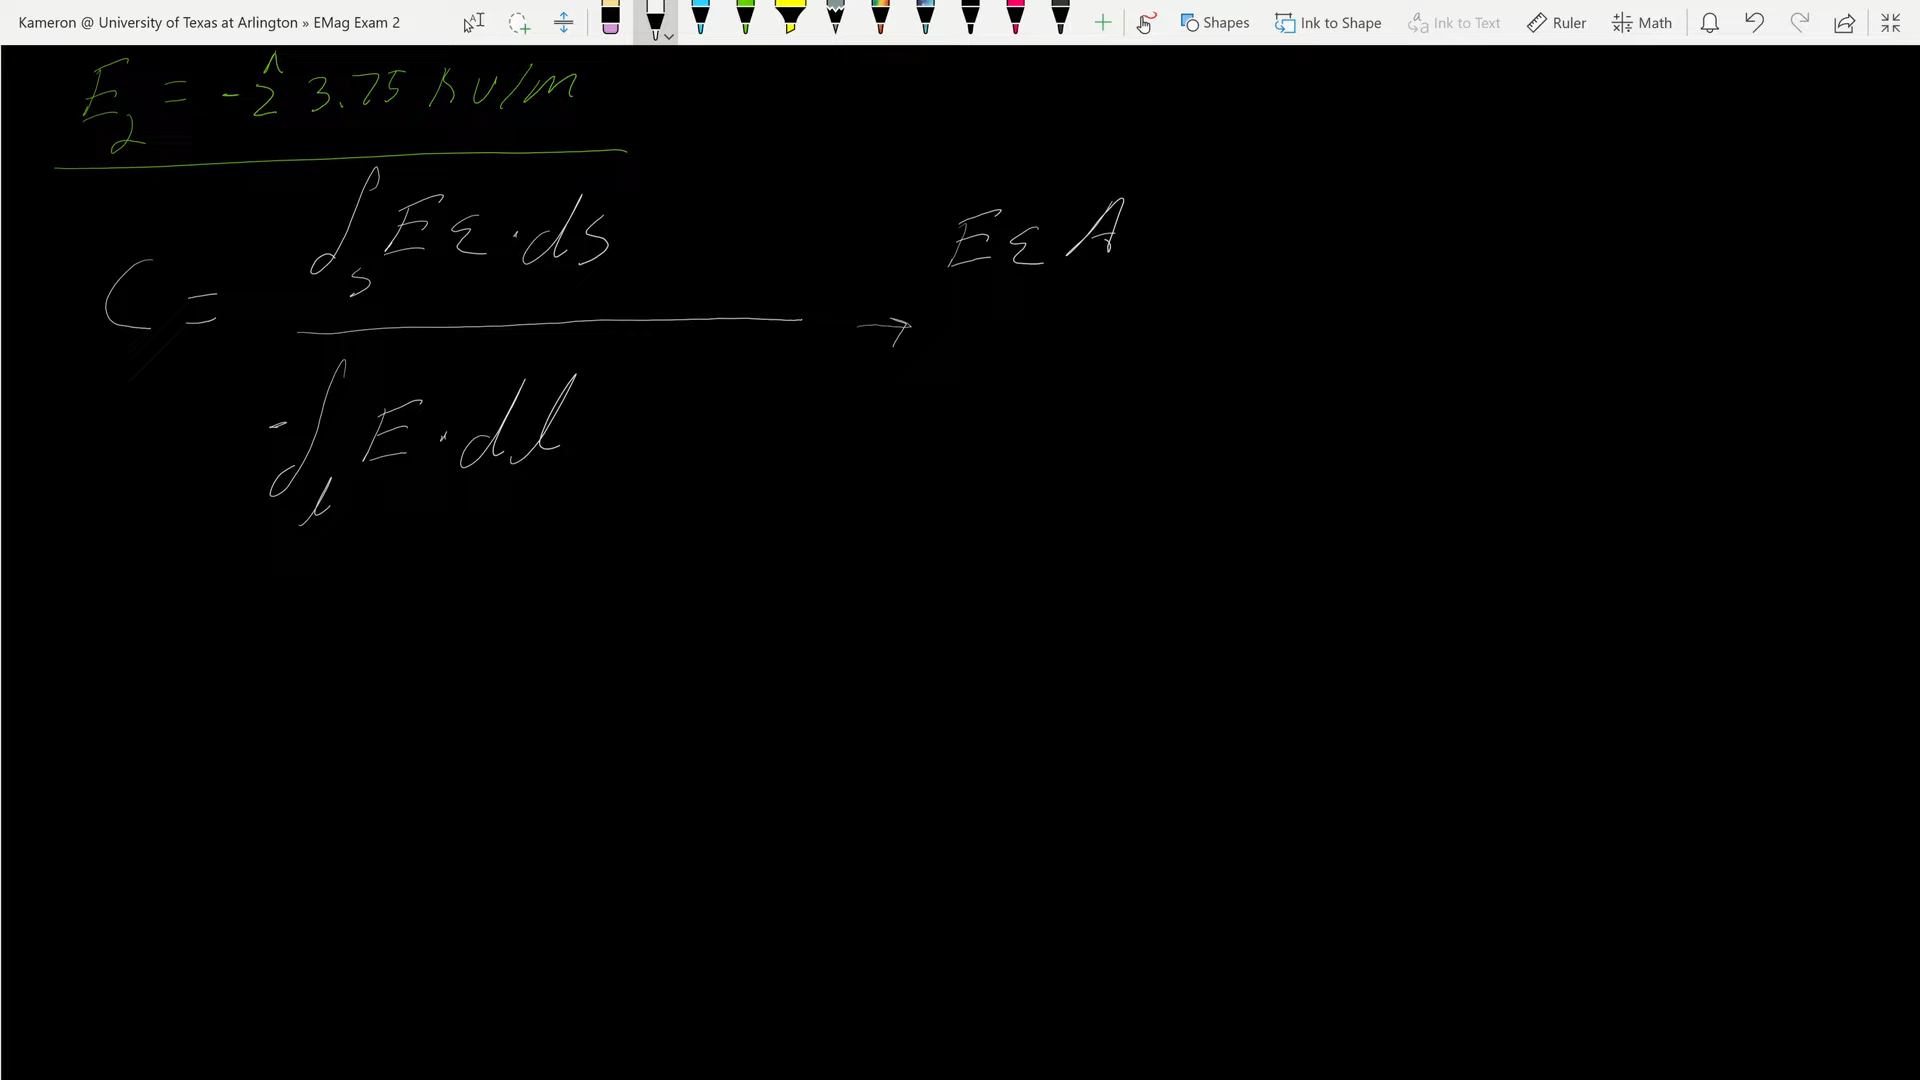 Kameron @ University of Texas at Arlington » EMag Exam 2
Shapes
Ink to Shape
Ink to Text
Ruler
Math
E₂ = -ẑ 3.75 kV/m
C = ∫ₛ Eε · ds / -∫ₗ E · dl → EεA